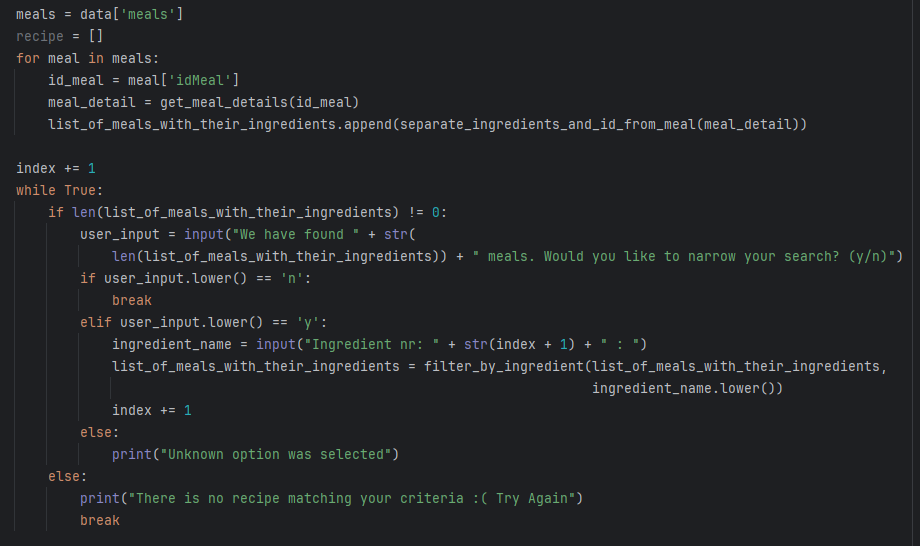 meals = data['meals']
recipe = []
for meal in meals:
    id_meal = meal['idMeal']
    meal_detail = get_meal_details(id_meal)
    list_of_meals_with_their_ingredients.append(separate_ingredients_and_id_from_meal(meal_detail))

index += 1
while True:
    if len(list_of_meals_with_their_ingredients) != 0:
        user_input = input("We have found " + str(
            len(list_of_meals_with_their_ingredients)) + " meals. Would you like to narrow your search? (y/n)")
        if user_input.lower() == 'n':
            break
        elif user_input.lower() == 'y':
            ingredient_name = input("Ingredient nr: " + str(index + 1) + " : ")
            list_of_meals_with_their_ingredients = filter_by_ingredient(list_of_meals_with_their_ingredients,
                                                                        ingredient_name.lower())
            index += 1
        else:
            print("Unknown option was selected")
    else:
        print("There is no recipe matching your criteria :( Try Again")
        break